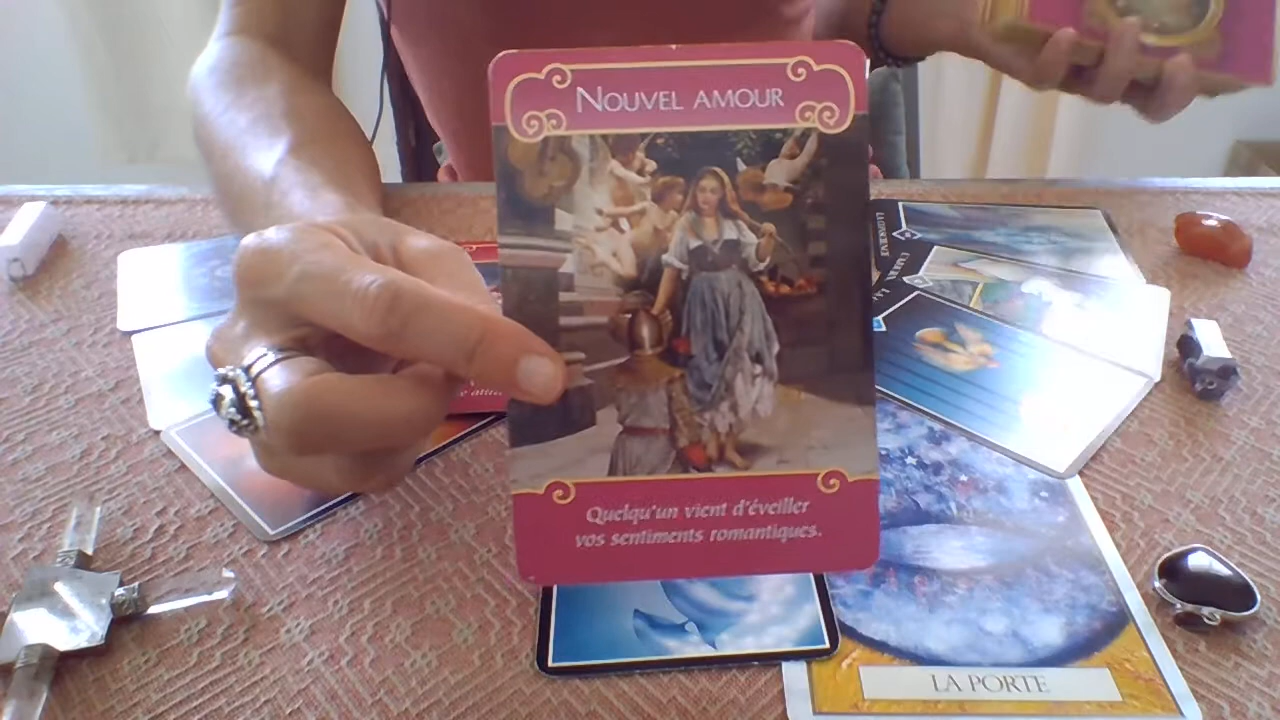 NOUVEL AMOUR
Quelqu'un vient d'éveiller
vos sentiments romantiques.
LA PORTE